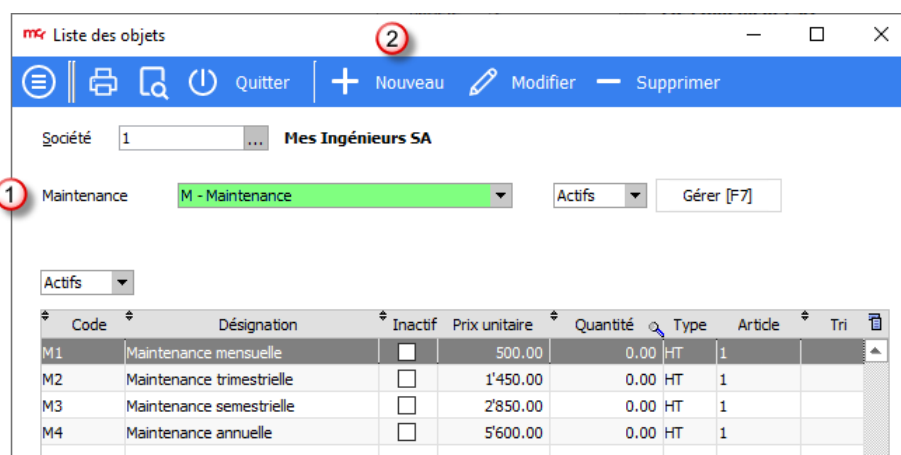 mcr Liste des objets
2
Quitter Nouveau Modifier Supprimer
Société 1 ... Mes Ingénieurs SA
1 Maintenance M - Maintenance Actifs Gérer [F7]
Actifs
Code Désignation Inactif Prix unitaire Quantité Type Article Tri
M1 Maintenance mensuelle 500.00 0.00 HT 1
M2 Maintenance trimestrielle 1'450.00 0.00 HT 1
M3 Maintenance semestrielle 2'850.00 0.00 HT 1
M4 Maintenance annuelle 5'600.00 0.00 HT 1